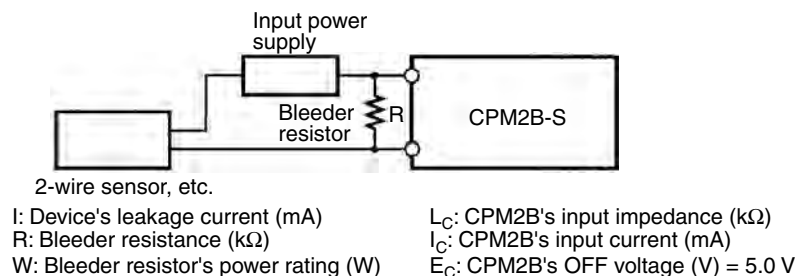 Input power
supply
Bleeder
resistor
R
CPM2B-S
2-wire sensor, etc.
I: Device's leakage current (mA)
R: Bleeder resistance (kΩ)
W: Bleeder resistor's power rating (W)
L_C: CPM2B's input impedance (kΩ)
I_C: CPM2B's input current (mA)
E_C: CPM2B's OFF voltage (V) = 5.0 V